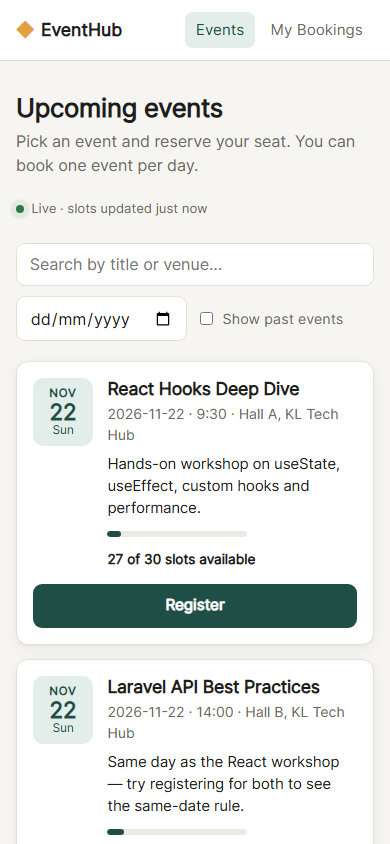 EventHub
Events
My Bookings
Upcoming events
Pick an event and reserve your seat. You can
book one event per day.
Live · slots updated just now
Search by title or venue...
dd/mm/yyyy
Show past events
NOV
22
Sun
React Hooks Deep Dive
2026-11-22 · 9:30 · Hall A, KL Tech
Hub
Hands-on workshop on useState,
useEffect, custom hooks and
performance.
27 of 30 slots available
Register
NOV
22
Sun
Laravel API Best Practices
2026-11-22 · 14:00 · Hall B, KL Tech
Hub
Same day as the React workshop
— try registering for both to see
the same-date rule.